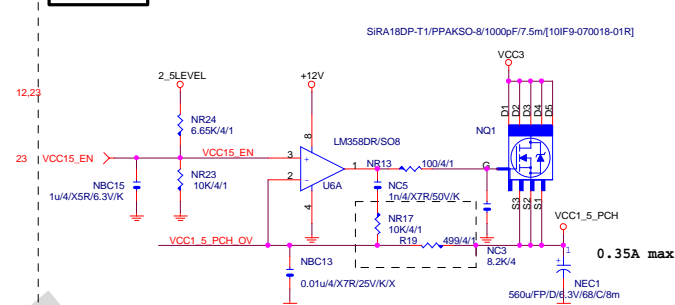 SiRA18DP-T1/PPAKSO-8/1000pF/7.5m/[10IF9-070018-01R]
VCC3
2_5LEVEL
+12V
12,23
D1
D2
D3
D4
D5
NR24
6.65K/4/1
LM358DR/SO8
NQ1
8
23
VCC15_EN
VCC15_EN
3
+
1
NR13
100/4/1
G
2
-
U6A
NBC15
1u/4/X5R/6.3V/K
NR23
10K/4/1
4
NC5
1n/4/X7R/50V/K
S3
S2
S1
NR17
10K/4/1
VCC1_5_PCH
VCC1_5_PCH_OV
R19
499/4/1
NC3
8.2K/4
1
0.35A max
NBC13
0.01u/4/X7R/25V/K/X
NEC1
560u/FP/D/6.3V/68/C/8m